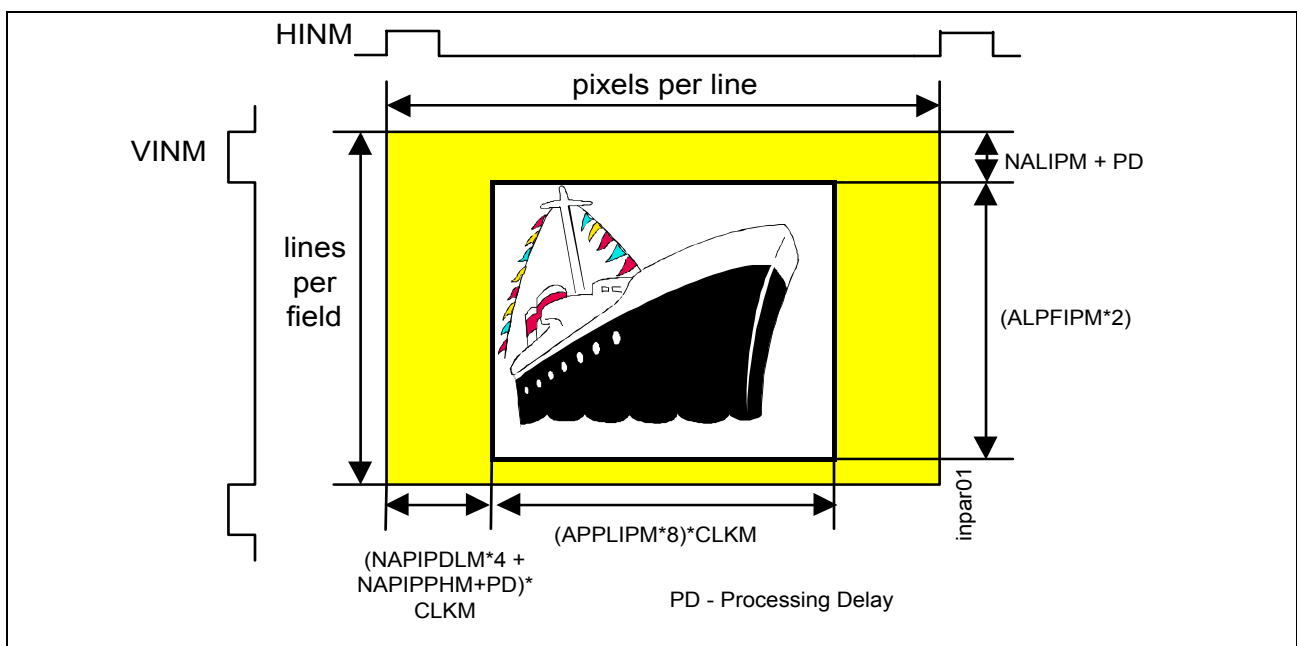 HINM
pixels per line
VINM
NALIPM + PD
lines
per
field
(ALPFIPM*2)
inpar01
(APPLIPM*8)*CLKM
(NAPIPDLM*4 +
NAPIPPHM+PD)*
CLKM
PD - Processing Delay